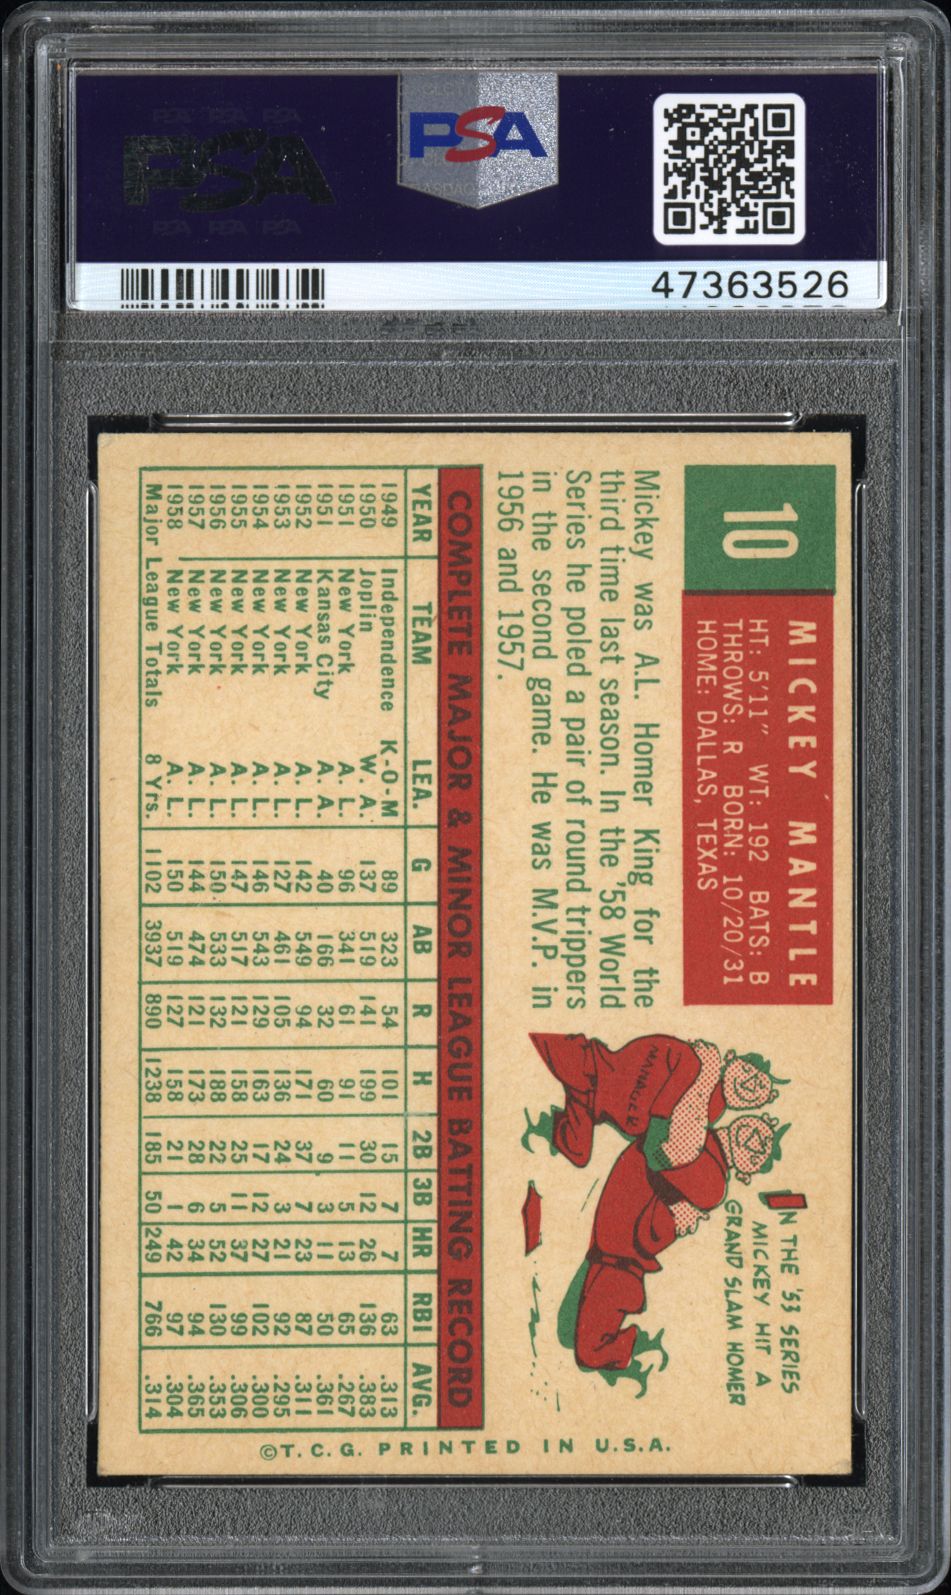 PSA
PSA PSA PSA
PSA
PSA PSA PSA
47363526
10
MICKEY MANTLE
HT: 5'11" WT: 192 BATS: B
THROWS: R BORN: 10/20/31
HOME: DALLAS, TEXAS
Mickey was A.L. Homer King for the
third time last season. In the '58 World
Series he poled a pair of round trippers
in the second game. He was M.V.P. in
1956 and 1957.
IN THE '53 SERIES
MICKEY HIT A
GRAND SLAM HOMER
MANAGER
COMPLETE MAJOR & MINOR LEAGUE BATTING RECORD
YEAR TEAM LEA. G AB R H 2B 3B HR RBI AVG.
1949 Independence K-O-M 89 323 54 101 15 7 7 63 .313
1950 Joplin W. A. 137 519 141 199 30 12 26 136 .383
1951 New York A. L. 96 341 61 91 11 5 13 65 .267
1951 Kansas City A. A. 40 166 32 60 9 3 11 50 .361
1952 New York A. L. 142 549 94 171 37 7 23 87 .311
1953 New York A. L. 127 461 105 136 24 3 21 92 .295
1954 New York A. L. 146 543 129 163 17 12 27 102 .300
1955 New York A. L. 147 517 121 158 25 11 37 99 .306
1956 New York A. L. 150 533 132 188 22 5 52 130 .353
1957 New York A. L. 144 474 121 173 28 6 34 94 .365
1958 New York A. L. 150 519 127 158 21 1 42 97 .304
Major League Totals 8 Yrs. 1102 3937 890 1238 185 50 249 766 .314
©T.C.G. PRINTED IN U.S.A.